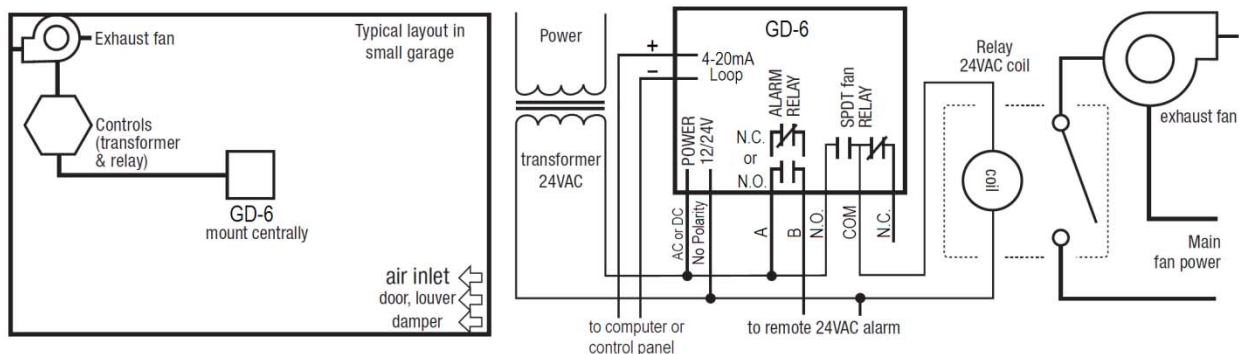 Exhaust fan
Typical layout in
small garage
Controls
(transformer
& relay)
GD-6
mount centrally
air inlet
door, louver
damper
Power
transformer
24VAC
GD-6
+
4-20mA
−
Loop
POWER
12/24V
ALARM
RELAY
SPDT fan
RELAY
N.C.
or
N.O.
AC or DC
No Polarity
A
B
N.O.
COM
N.C.
to computer or
control panel
to remote 24VAC alarm
Relay
24VAC coil
coil
exhaust fan
Main
fan power